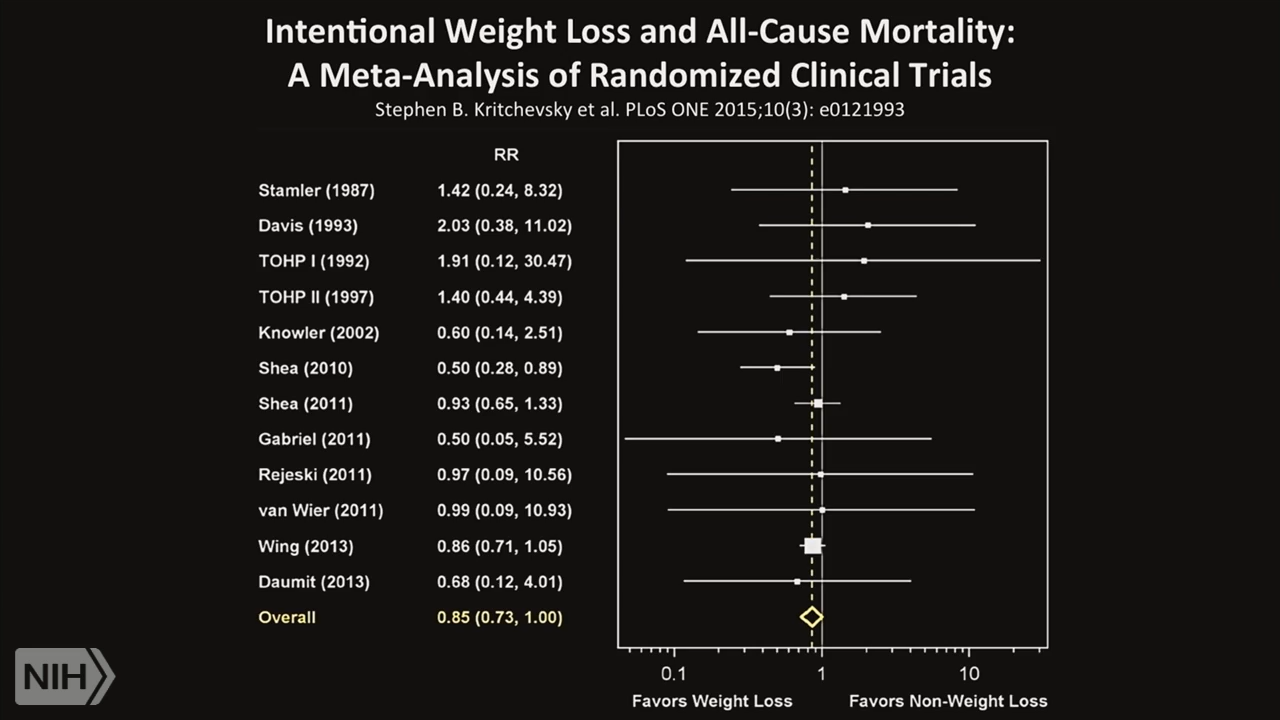 Intentional Weight Loss and All-Cause Mortality:
A Meta-Analysis of Randomized Clinical Trials
Stephen B. Kritchevsky et al. PLoS ONE 2015;10(3): e0121993
RR
Stamler (1987) 1.42 (0.24, 8.32)
Davis (1993) 2.03 (0.38, 11.02)
TOHP I (1992) 1.91 (0.12, 30.47)
TOHP II (1997) 1.40 (0.44, 4.39)
Knowler (2002) 0.60 (0.14, 2.51)
Shea (2010) 0.50 (0.28, 0.89)
Shea (2011) 0.93 (0.65, 1.33)
Gabriel (2011) 0.50 (0.05, 5.52)
Rejeski (2011) 0.97 (0.09, 10.56)
van Wier (2011) 0.99 (0.09, 10.93)
Wing (2013) 0.86 (0.71, 1.05)
Daumit (2013) 0.68 (0.12, 4.01)
Overall 0.85 (0.73, 1.00)
0.1 1 10
Favors Weight Loss Favors Non-Weight Loss
NIH